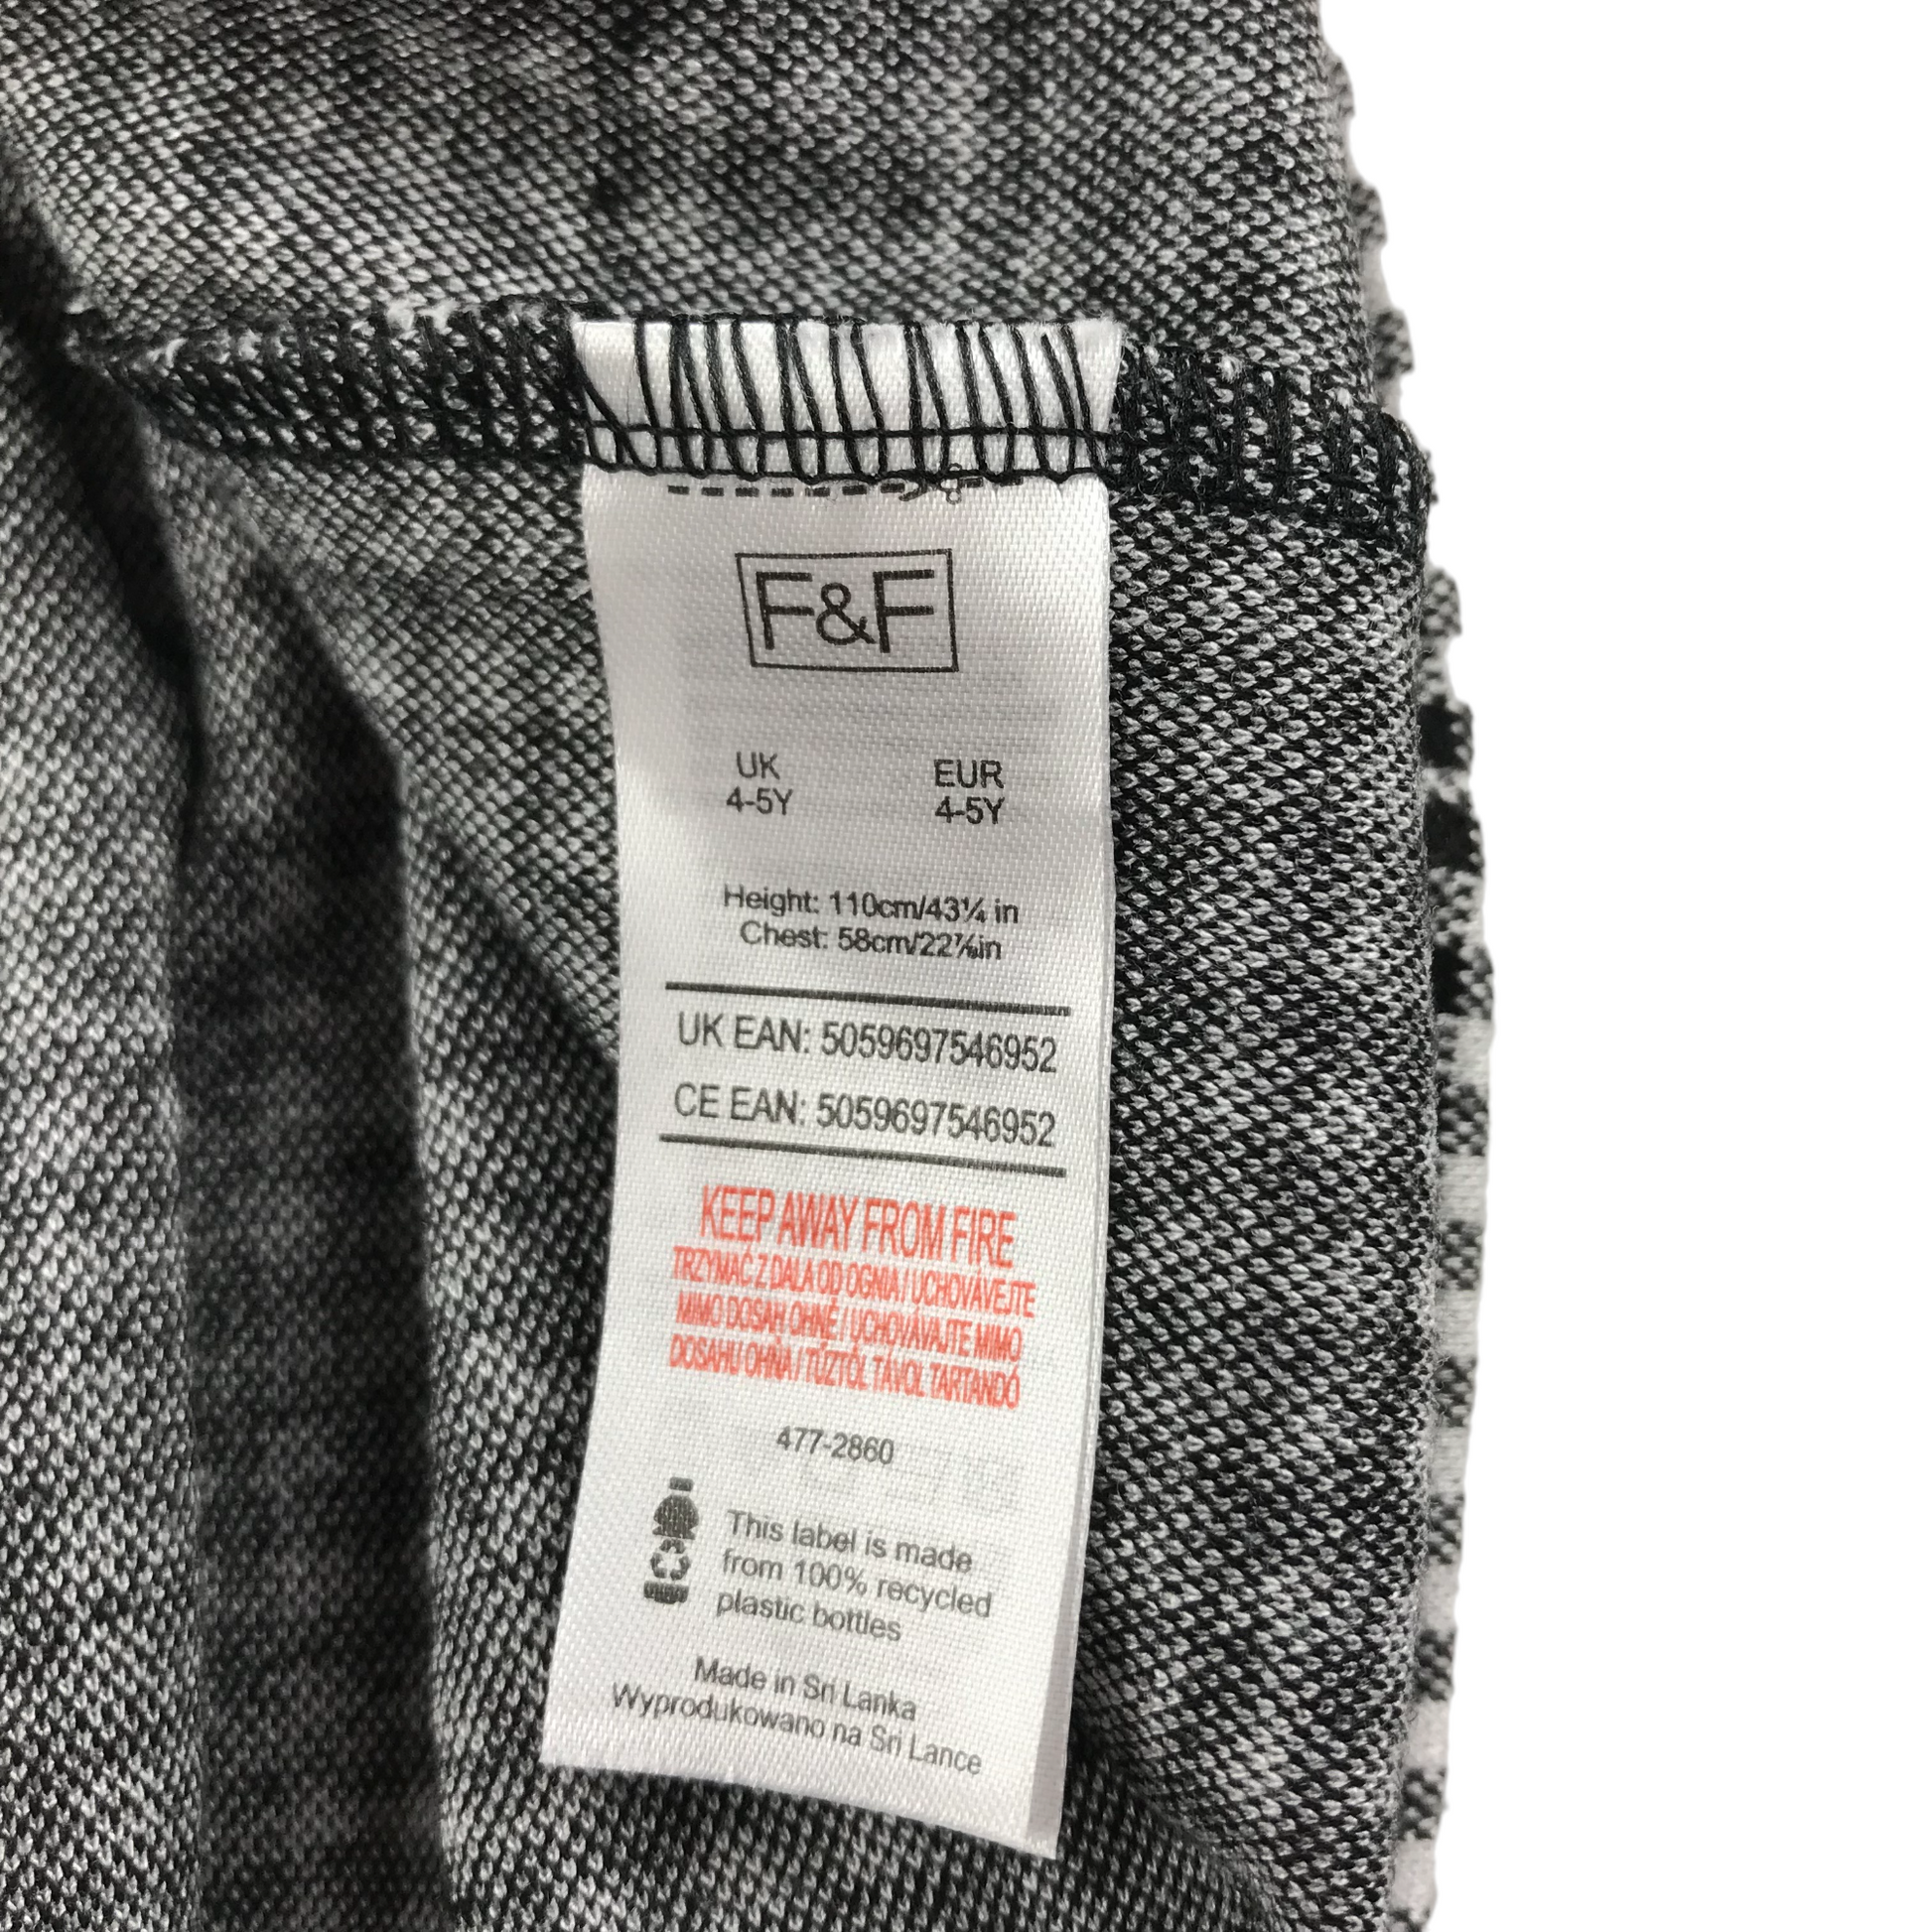 F&F
UK EUR
4-5Y 4-5Y
Height: 110cm/43¼ in
Chest: 58cm/22⅞in
UK EAN: 5059697546952
CE EAN: 5059697546952
KEEP AWAY FROM FIRE
TRZYMAĆ Z DALA OD OGNIA / UCHOVÁVEJTE
MIMO DOSAH OHNĚ / UCHOVÁVAJTE MIMO
DOSAHU OHŇA / TŰZTŐL TÁVOL TARTANDÓ
477-2860
This label is made
from 100% recycled
plastic bottles
Made in Sri Lanka
Wyprodukowano na Sri Lance